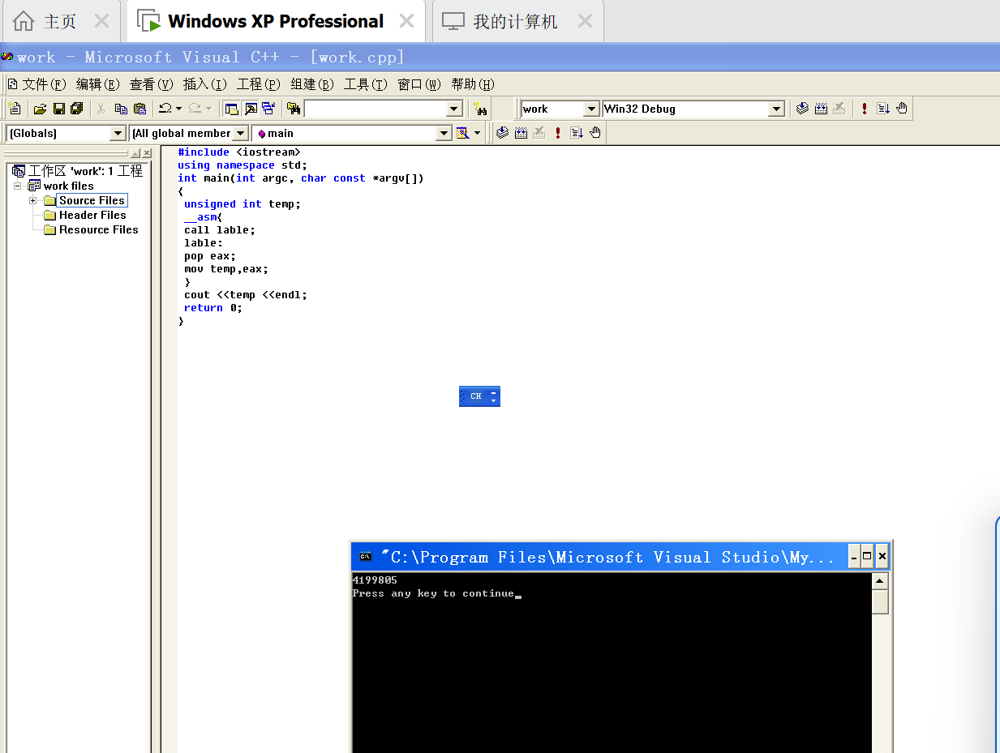 主页
Windows XP Professional
我的计算机
work - Microsoft Visual C++ - [work.cpp]
文件(F) 编辑(E) 查看(V) 插入(I) 工程(P) 组建(B) 工具(T) 窗口(W) 帮助(H)
work
Win32 Debug
(Globals)
(All global member
main
工作区 'work': 1 工程
work files
Source Files
Header Files
Resource Files
#include <iostream>
using namespace std;
int main(int argc, char const *argv[])
{
unsigned int temp;
__asm{
call lable;
lable:
pop eax;
mov temp,eax;
}
cout <<temp <<endl;
return 0;
}
CH
"C:\Program Files\Microsoft Visual Studio\My...
4199805
Press any key to continue_